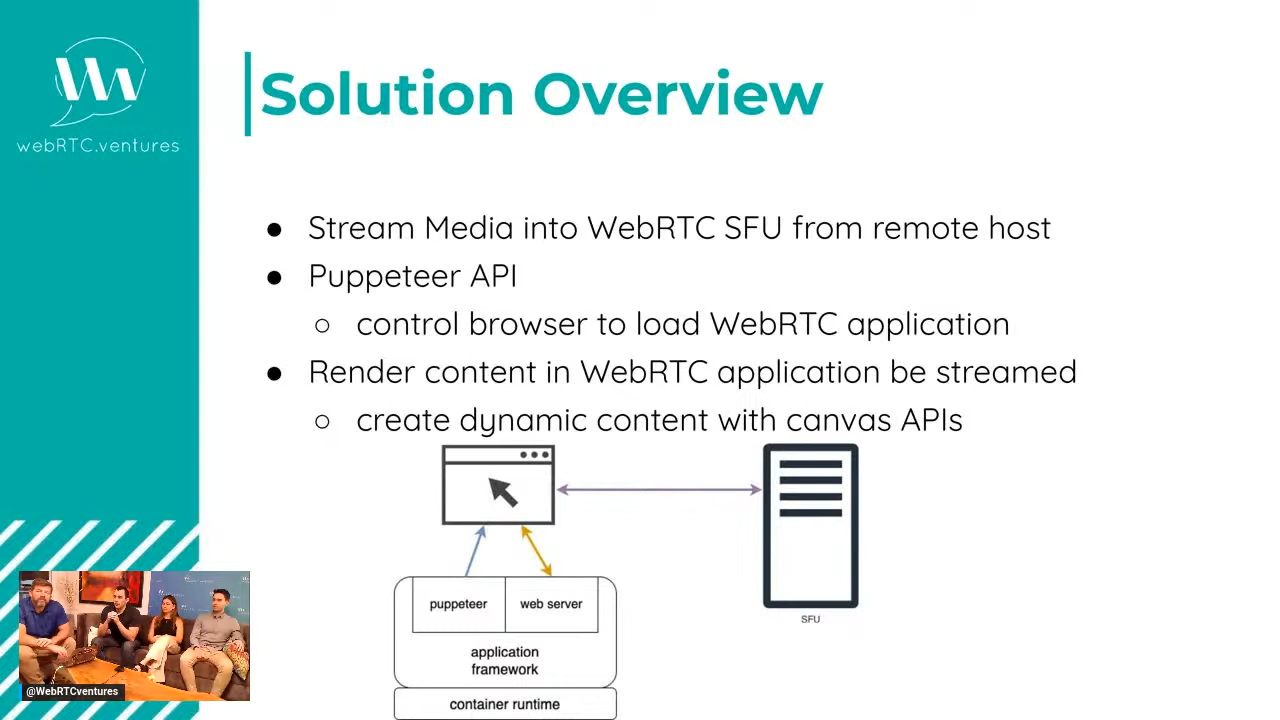 webRTC.ventures
Solution Overview
● Stream Media into WebRTC SFU from remote host
● Puppeteer API
○ control browser to load WebRTC application
● Render content in WebRTC application be streamed
○ create dynamic content with canvas APIs
puppeteer
web server
application
framework
container runtime
SFU
@WebRTCventures